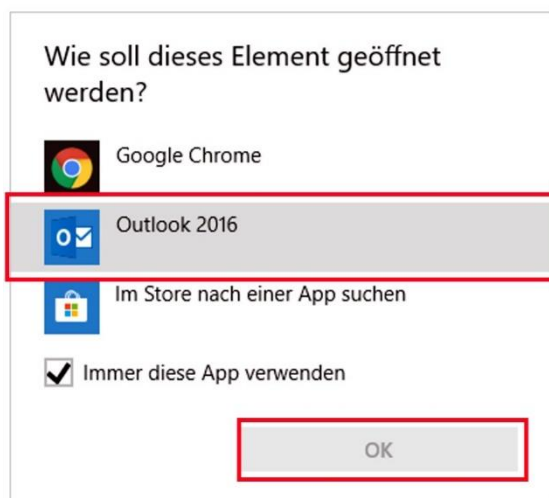 Wie soll dieses Element geöffnet
werden?
Google Chrome
Outlook 2016
Im Store nach einer App suchen
Immer diese App verwenden
OK